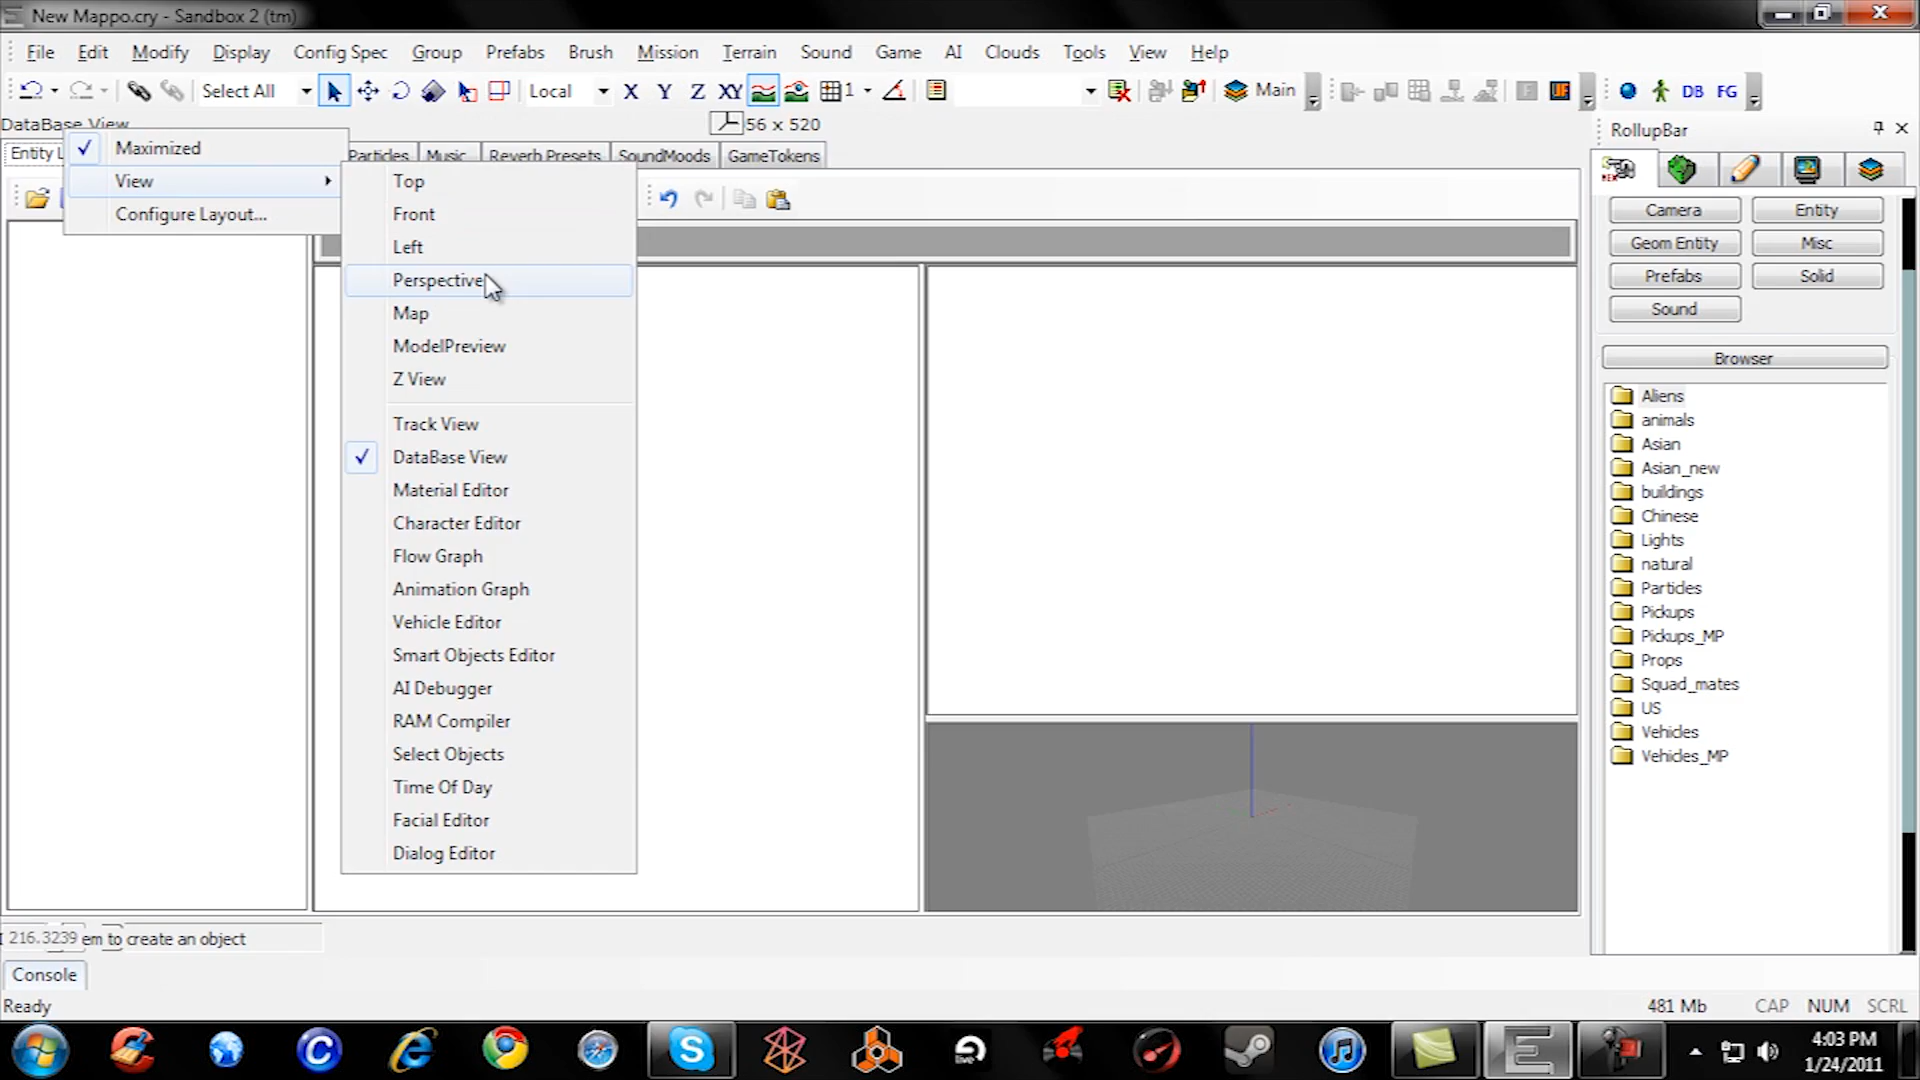 New Mappo.cry - Sandbox 2 (tm)
File Edit Modify Display Config Spec Group Prefabs Brush Mission Terrain Sound Game AI Clouds Tools View Help
Select All Local X Y Z XY 1 Main DB FG
DataBase View 56 x 520 RollupBar
Entity L Particles Music Reverb Presets SoundMoods GameTokens
Maximized
View
Configure Layout...
Top
Front
Left
Perspective
Map
ModelPreview
Z View
Track View
DataBase View
Material Editor
Character Editor
Flow Graph
Animation Graph
Vehicle Editor
Smart Objects Editor
AI Debugger
RAM Compiler
Select Objects
Time Of Day
Facial Editor
Dialog Editor
Camera Entity
Geom Entity Misc
Prefabs Solid
Sound
Browser
Aliens
animals
Asian
Asian_new
buildings
Chinese
Lights
natural
Particles
Pickups
Pickups_MP
Props
Squad_mates
US
Vehicles
Vehicles_MP
216.3239 em to create an object
Console
Ready 481 Mb CAP NUM SCRL
live
4:03 PM
1/24/2011